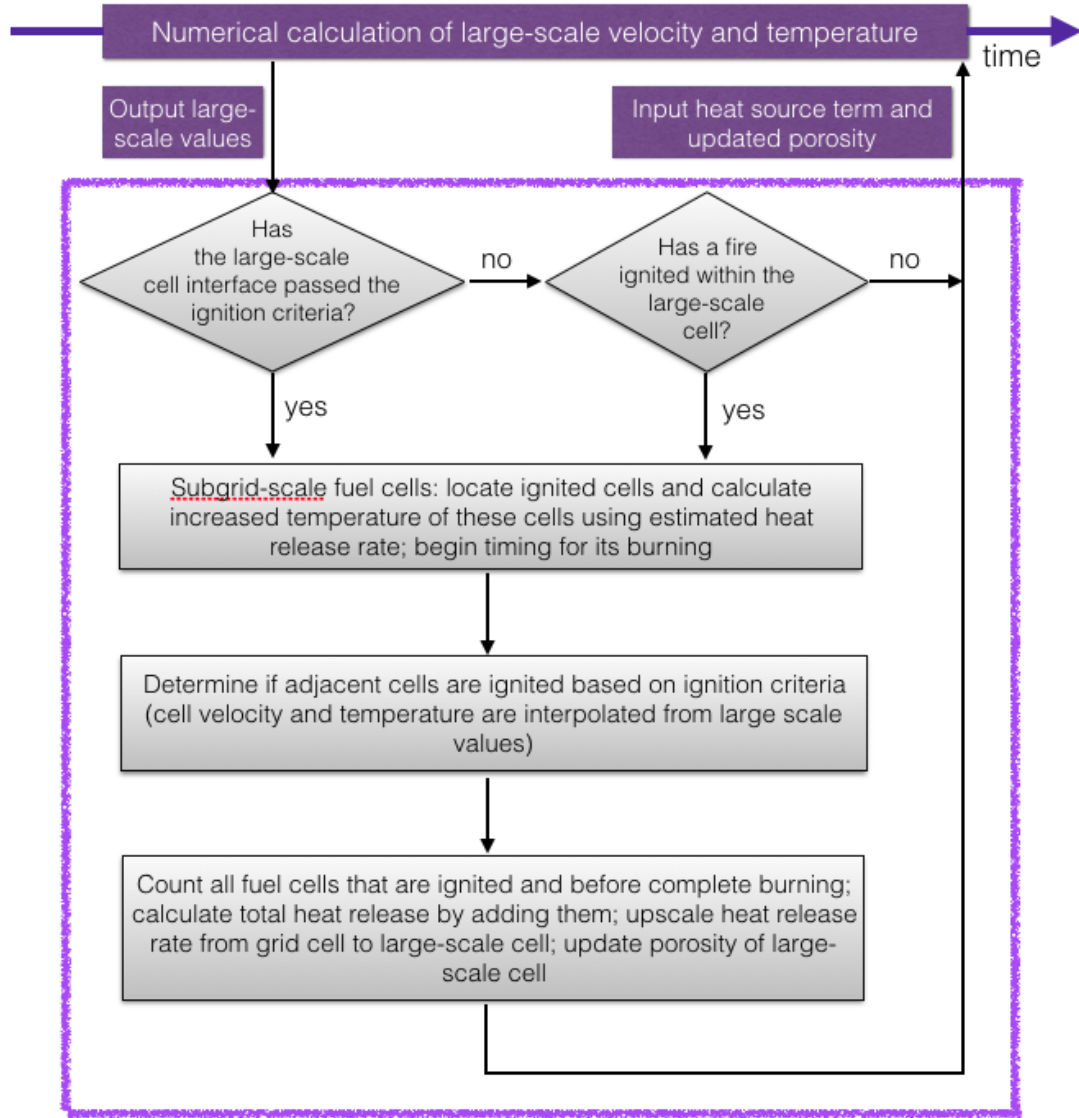 Numerical calculation of large-scale velocity and temperature
time
Output large-
scale values
Input heat source term and
updated porosity
Has
the large-scale
cell interface passed the
ignition criteria?
no
Has a fire
ignited within the
large-scale
cell?
no
yes
yes
Subgrid-scale fuel cells: locate ignited cells and calculate
increased temperature of these cells using estimated heat
release rate; begin timing for its burning
Determine if adjacent cells are ignited based on ignition criteria
(cell velocity and temperature are interpolated from large scale
values)
Count all fuel cells that are ignited and before complete burning;
calculate total heat release by adding them; upscale heat release
rate from grid cell to large-scale cell; update porosity of large-
scale cell